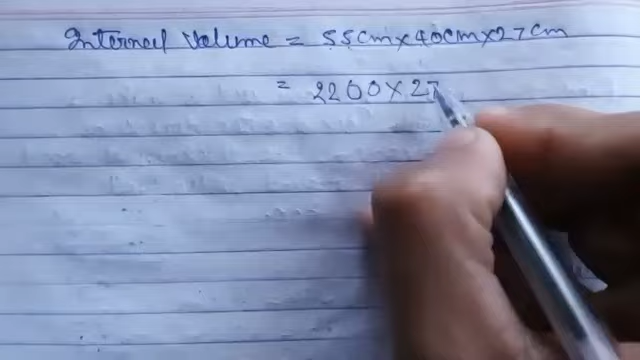 Internal Volume = 55cm×40cm×27cm
= 2200×27